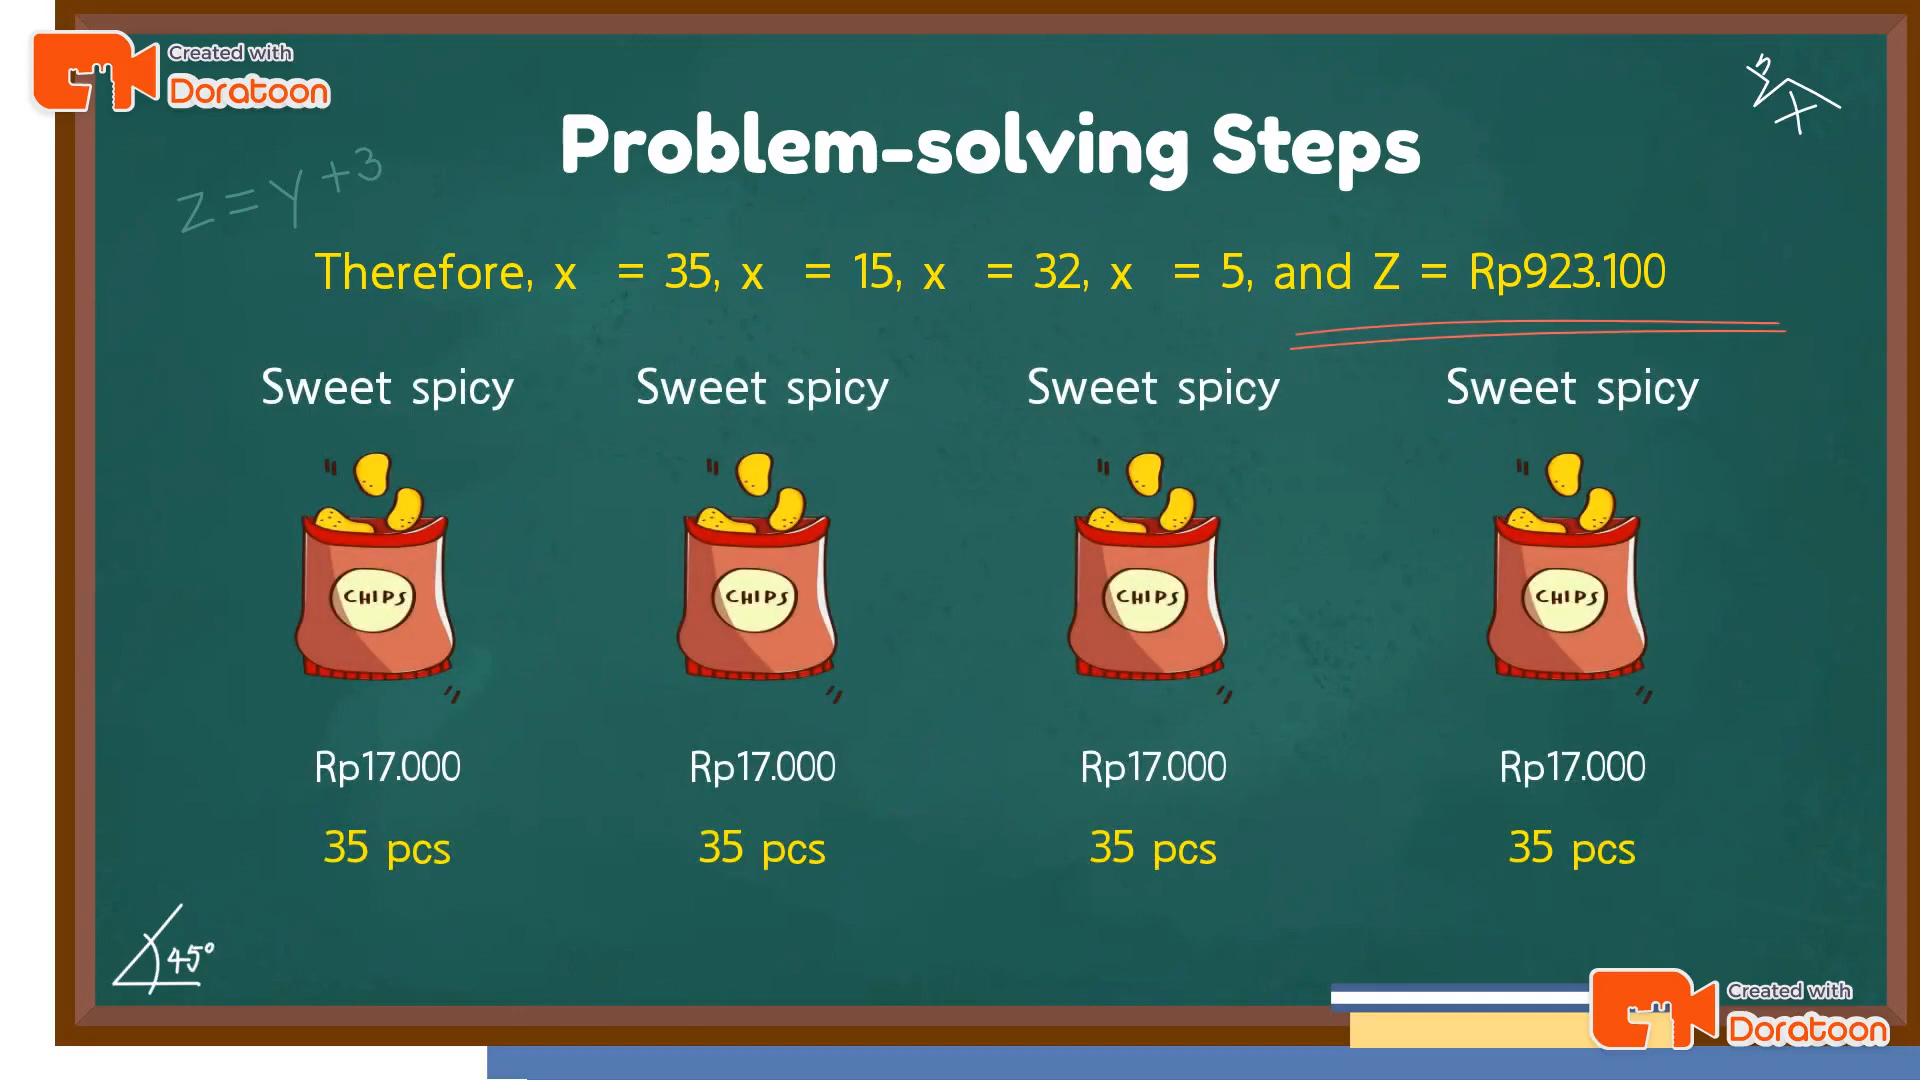 Created with
Doratoon
n
X
Problem-solving Steps
z = y + 3
Therefore, x = 35, x = 15, x = 32, x = 5, and Z = Rp923.100
Sweet spicy Sweet spicy Sweet spicy Sweet spicy
CHIPS CHIPS CHIPS CHIPS
Rp17.000 Rp17.000 Rp17.000 Rp17.000
35 pcs 35 pcs 35 pcs 35 pcs
45°
Created with
Doratoon